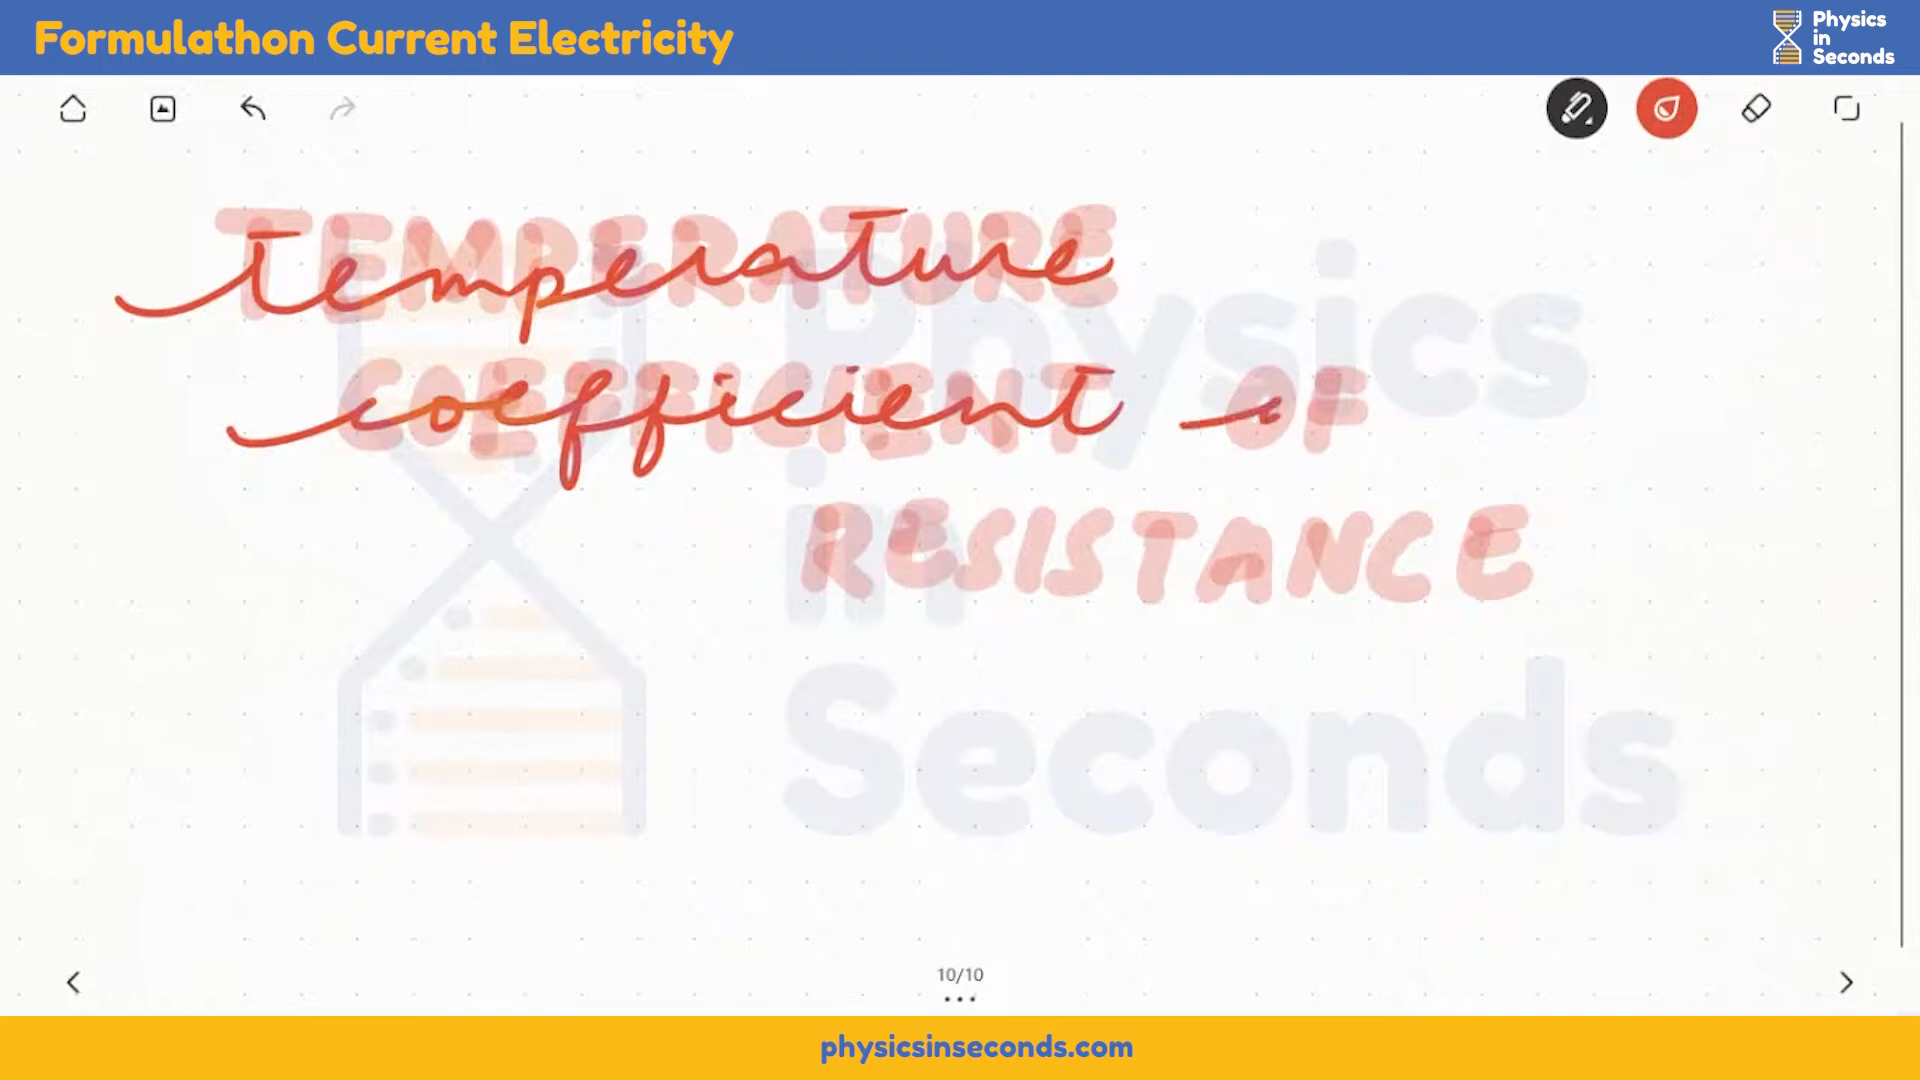 Formulathon Current Electricity
Physics
in
Seconds
TEMPERATURE
temperature
COEFFICIENT OF
coefficient
RESISTANCE
Physics
in
Seconds
10/10
physicsinseconds.com